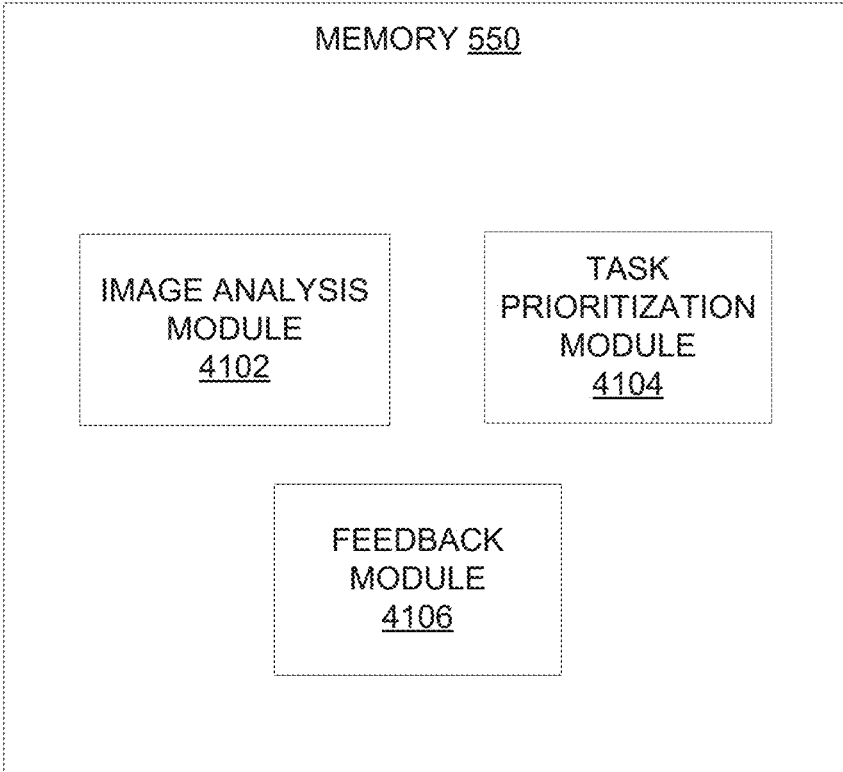 MEMORY 550
IMAGE ANALYSIS
MODULE
4102
TASK
PRIORITIZATION
MODULE
4104
FEEDBACK
MODULE
4106